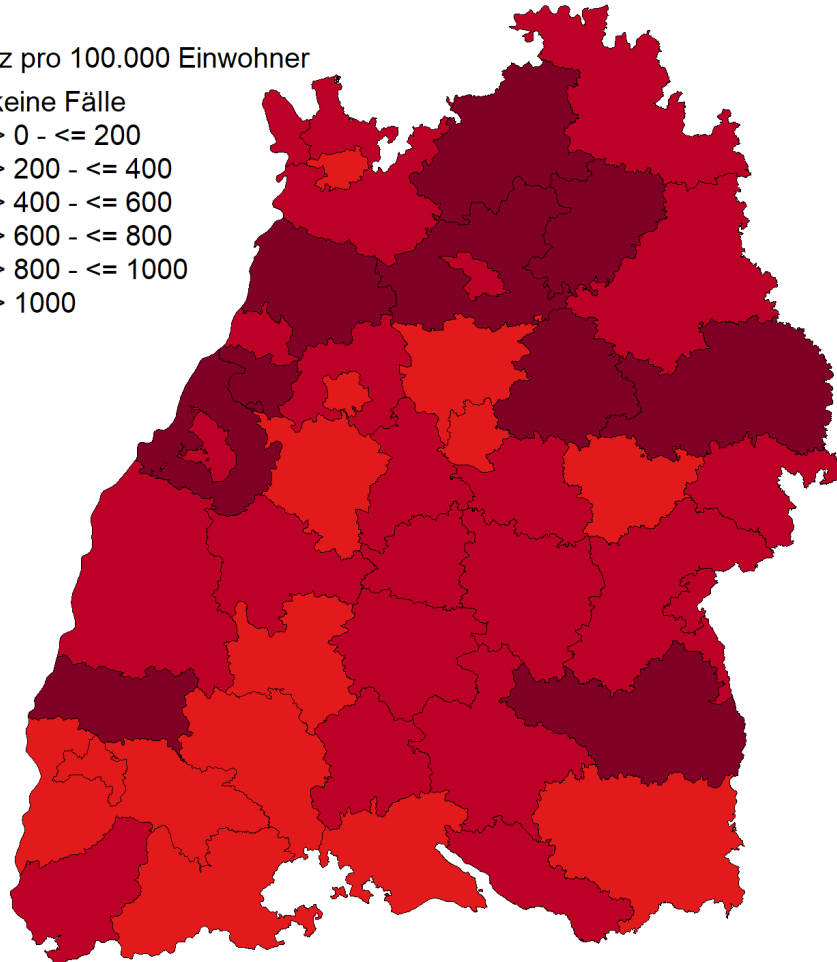 z pro 100.000 Einwohner
keine Fälle
> 0 - <= 200
> 200 - <= 400
> 400 - <= 600
> 600 - <= 800
> 800 - <= 1000
> 1000